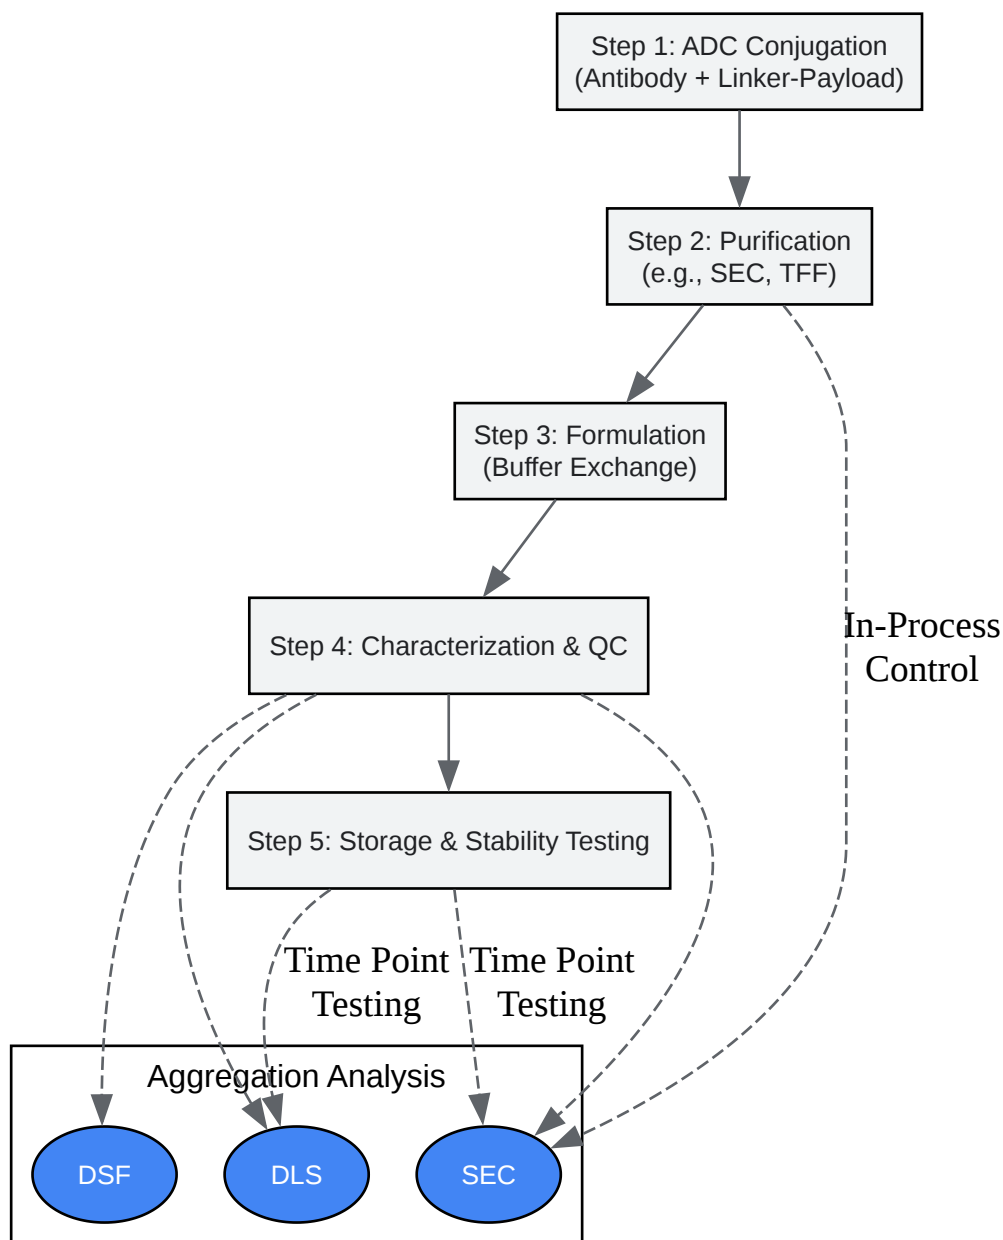 Step 1: ADC Conjugation
(Antibody + Linker-Payload)
Step 2: Purification
(e.g., SEC, TFF)
Step 3: Formulation
(Buffer Exchange)
In-Process
Control
Step 4: Characterization & QC
Step 5: Storage & Stability Testing
Time Point
Testing
Time Point
Testing
Aggregation Analysis
DSF
DLS
SEC